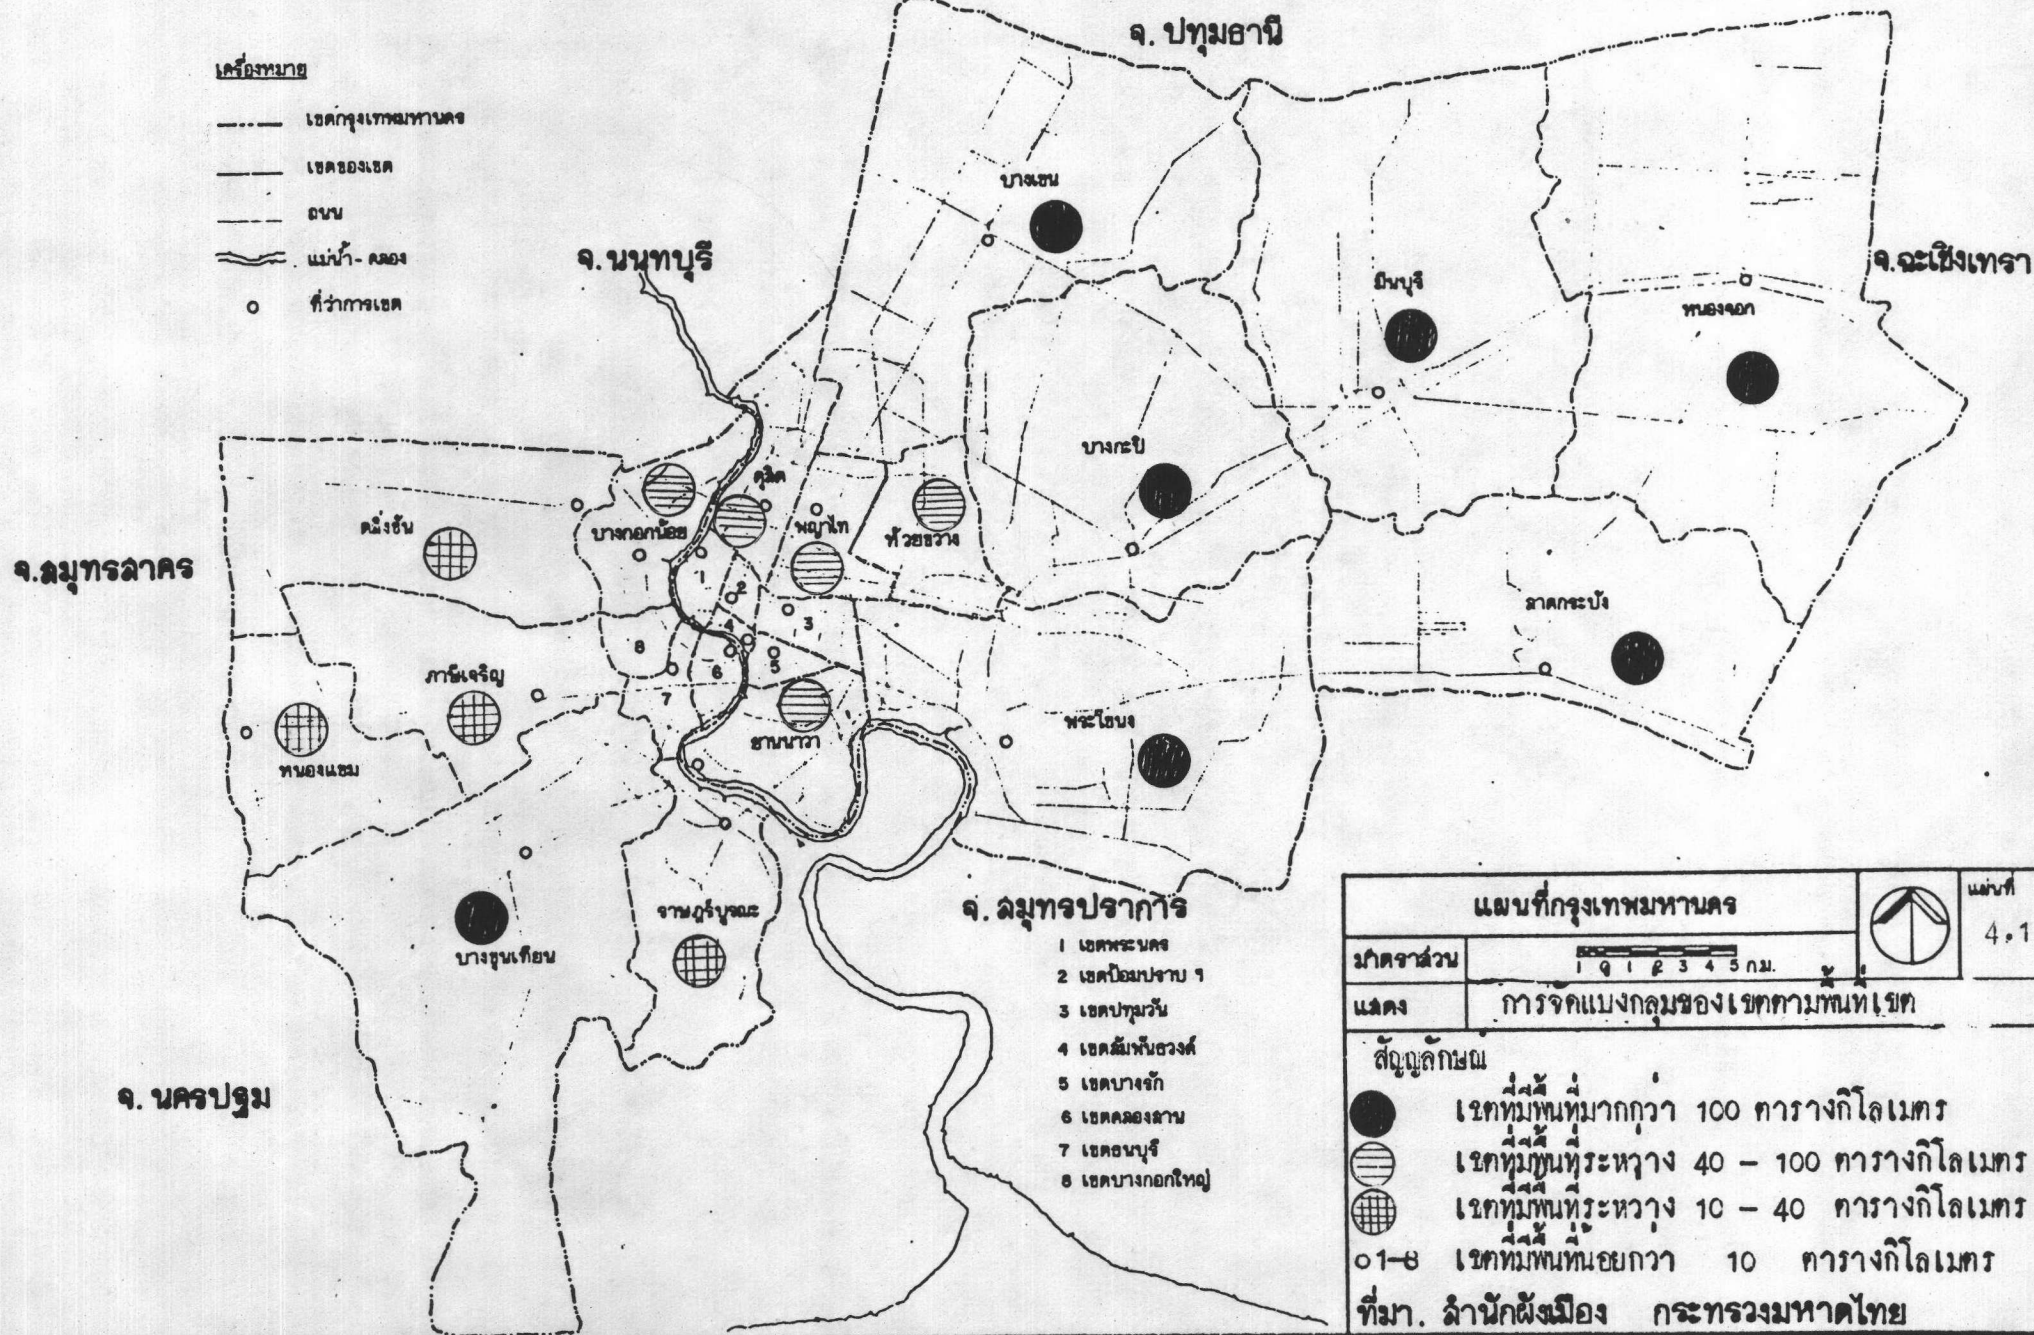 จ. ปทุมธานี
เครื่องหมาย
เขตกรุงเทพมหานคร
เขตของเขต
ถนน
แม่น้ำ - คลอง
ที่ว่าการเขต
จ.นนทบุรี
จ.ฉะเชิงเทรา
จ.สมุทรสาคร
จ. นครปฐม
จ. สมุทรปราการ
บางเขน
มีนบุรี
หนองจอก
บางกะปิ
ดุสิต
ตลิ่งชัน
บางกอกน้อย
พญาไท
ห้วยขวาง
ลาดกระบัง
ภาษีเจริญ
พระโขนง
ยานนาวา
หนองแขม
ราษฎร์บูรณะ
บางขุนเทียน
1
2
3
4
5
6
7
8
1 เขตพระนคร
2 เขตป้อมปราบ ฯ
3 เขตปทุมวัน
4 เขตสัมพันธวงศ์
5 เขตบางรัก
6 เขตคลองสาน
7 เขตธนบุรี
8 เขตบางกอกใหญ่
แผนที่กรุงเทพมหานคร
แผ่นที่
4.1
มาตราส่วน
1 0 1 2 3 4 5 ก.ม.
แสดง
การจัดแบ่งกลุ่มของเขตตามพื้นที่เขต
สัญญลักษณ์
เขตที่มีพื้นที่มากกว่า 100 ตารางกิโลเมตร
เขตที่มีพื้นที่ระหว่าง 40 - 100 ตารางกิโลเมตร
เขตที่มีพื้นที่ระหว่าง 10 - 40 ตารางกิโลเมตร
o1-8 เขตที่มีพื้นที่น้อยกว่า 10 ตารางกิโลเมตร
ที่มา. สำนักผังเมือง กระทรวงมหาดไทย